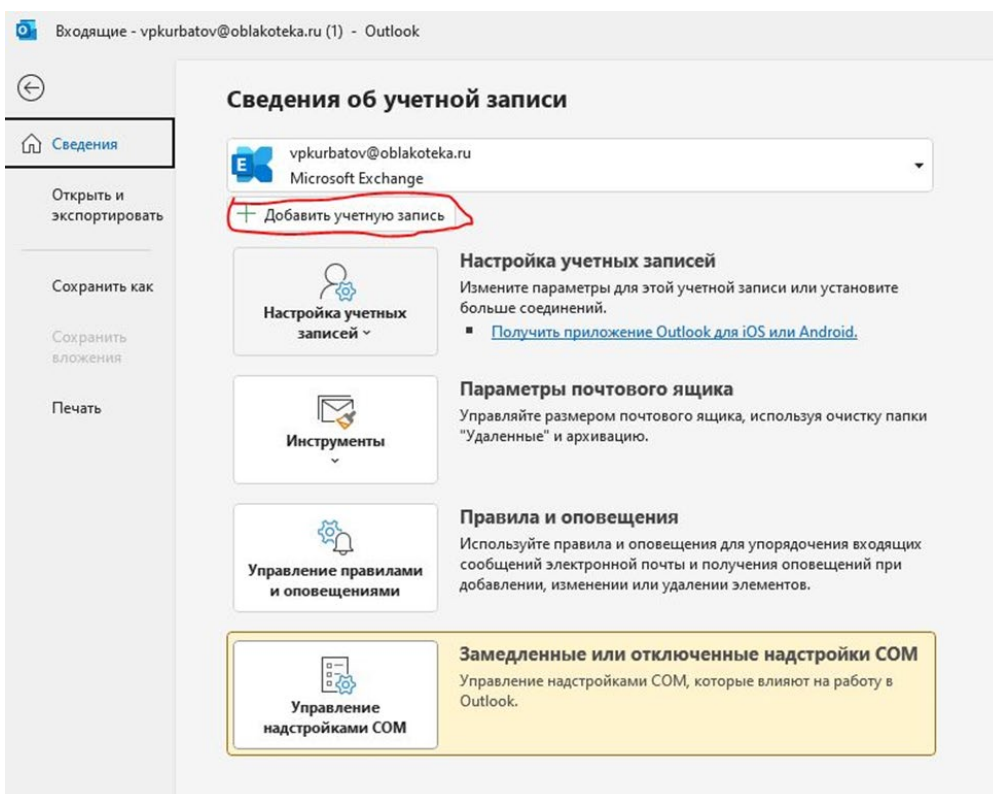 Входящие - vpkurbatov@oblakoteka.ru (1) - Outlook
Сведения об учетной записи
Сведения
vpkurbatov@oblakoteka.ru
Microsoft Exchange
Открыть и
экспортировать
Добавить учетную запись
Сохранить как
Сохранить
вложения
Печать
Настройка учетных
записей
Настройка учетных записей
Измените параметры для этой учетной записи или установите
больше соединений.
Получить приложение Outlook для iOS или Android.
Инструменты
Параметры почтового ящика
Управляйте размером почтового ящика, используя очистку папки
"Удаленные" и архивацию.
Управление правилами
и оповещениями
Правила и оповещения
Используйте правила и оповещения для упорядочения входящих
сообщений электронной почты и получения оповещений при
добавлении, изменении или удалении элементов.
Управление
надстройками COM
Замедленные или отключенные надстройки COM
Управление надстройками COM, которые влияют на работу в
Outlook.